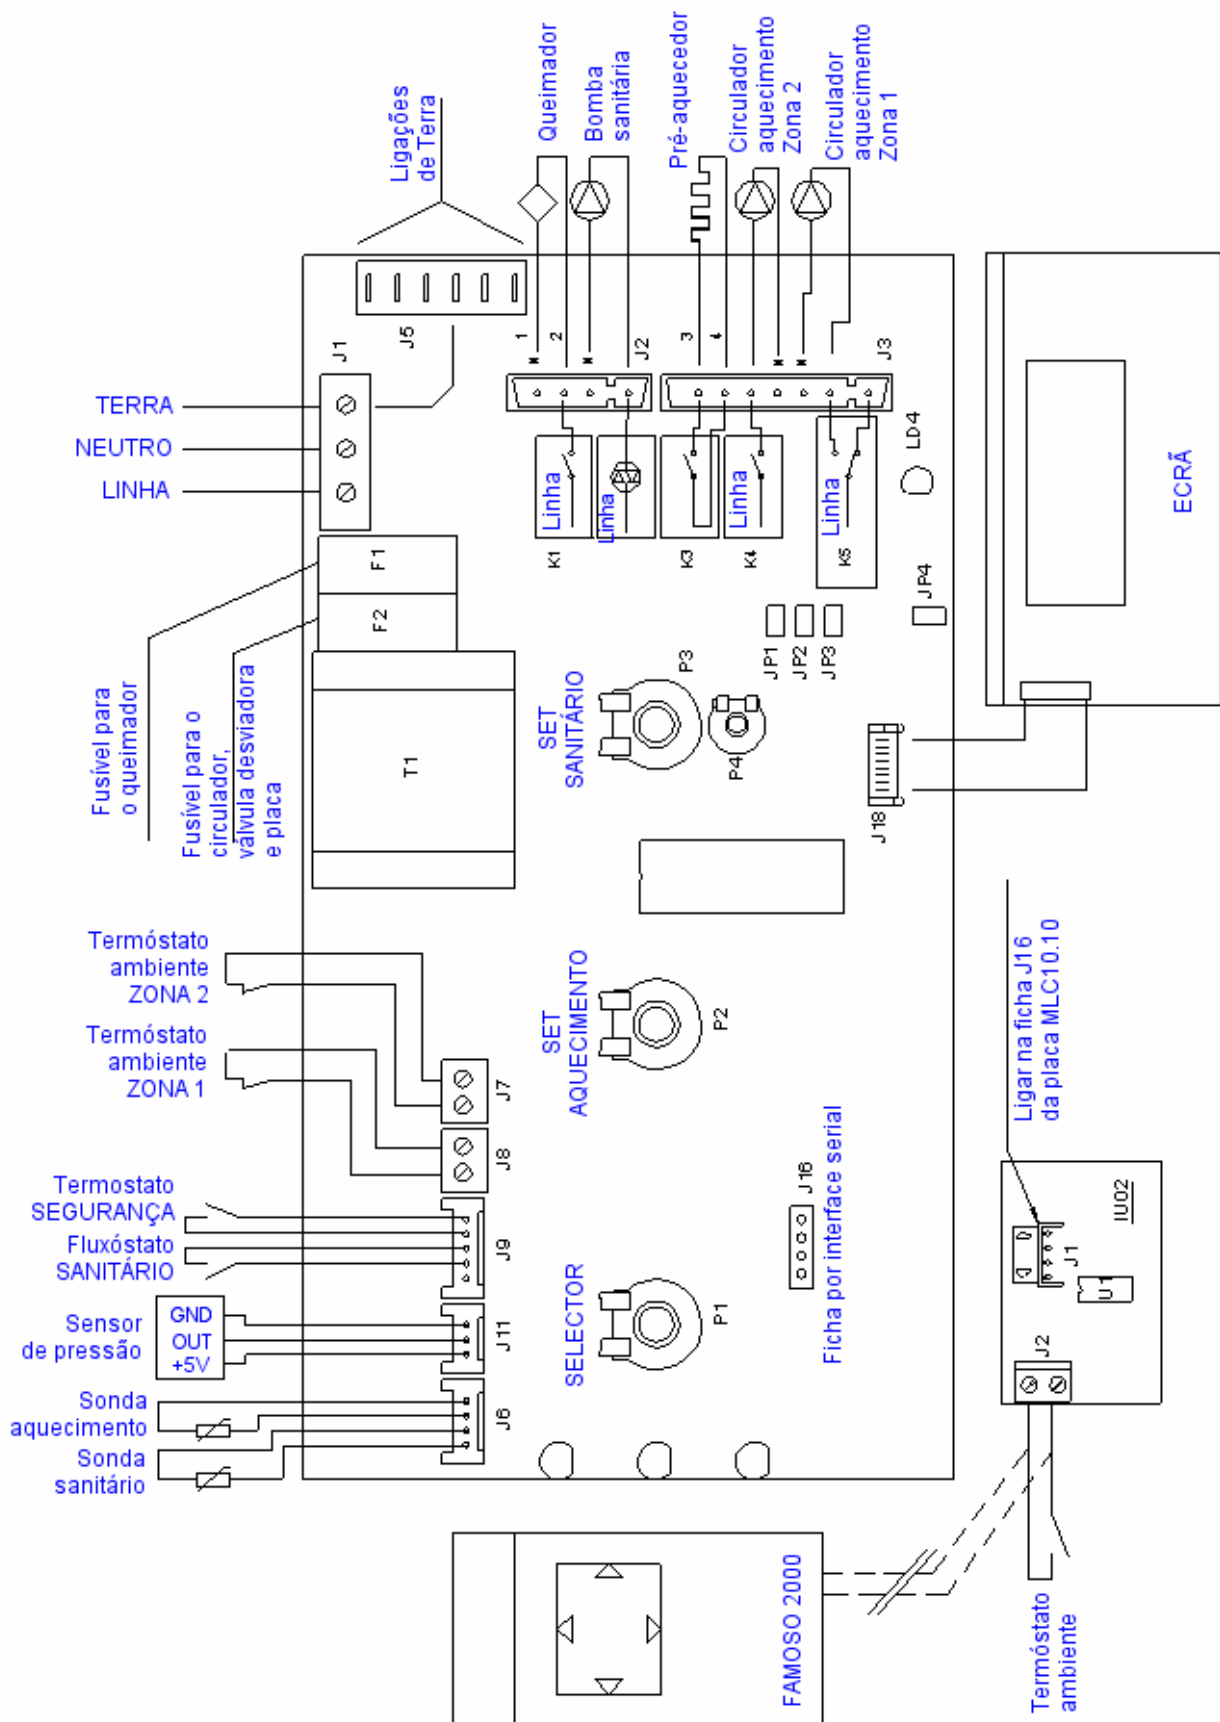 Ligações
de Terra
Queimador
Bomba
sanitária
Pré-aquecedor
Circulador
aquecimento
Zona 2
Circulador
aquecimento
Zona 1
TERRA
NEUTRO
LINHA
J1
J5
1
2
J2
3
4
J3
N
N
N
N
F1
F2
Linha
K1
Linha
K3
Linha
K4
Linha
K5
LD4
Fusível para
o queimador
Fusível para o
circulador,
válvula desviadora
e placa
T1
SET
SANITÁRIO
P3
P4
JP1
JP2
JP3
JP4
J18
ECRÃ
Termóstato
ambiente
ZONA 2
Termóstato
ambiente
ZONA 1
J7
J8
SET
AQUECIMENTO
P2
Termostato
SEGURANÇA
Fluxóstato
SANITÁRIO
J9
Sensor
de pressão
GND
OUT
+5V
J11
Sonda
aquecimento
Sonda
sanitário
J6
SELECTOR
P1
J16
Ficha por interface serial
Ligar na ficha J16
da placa MLC10.10
IU02
J1
U1
J2
FAMOSO 2000
Termóstato
ambiente